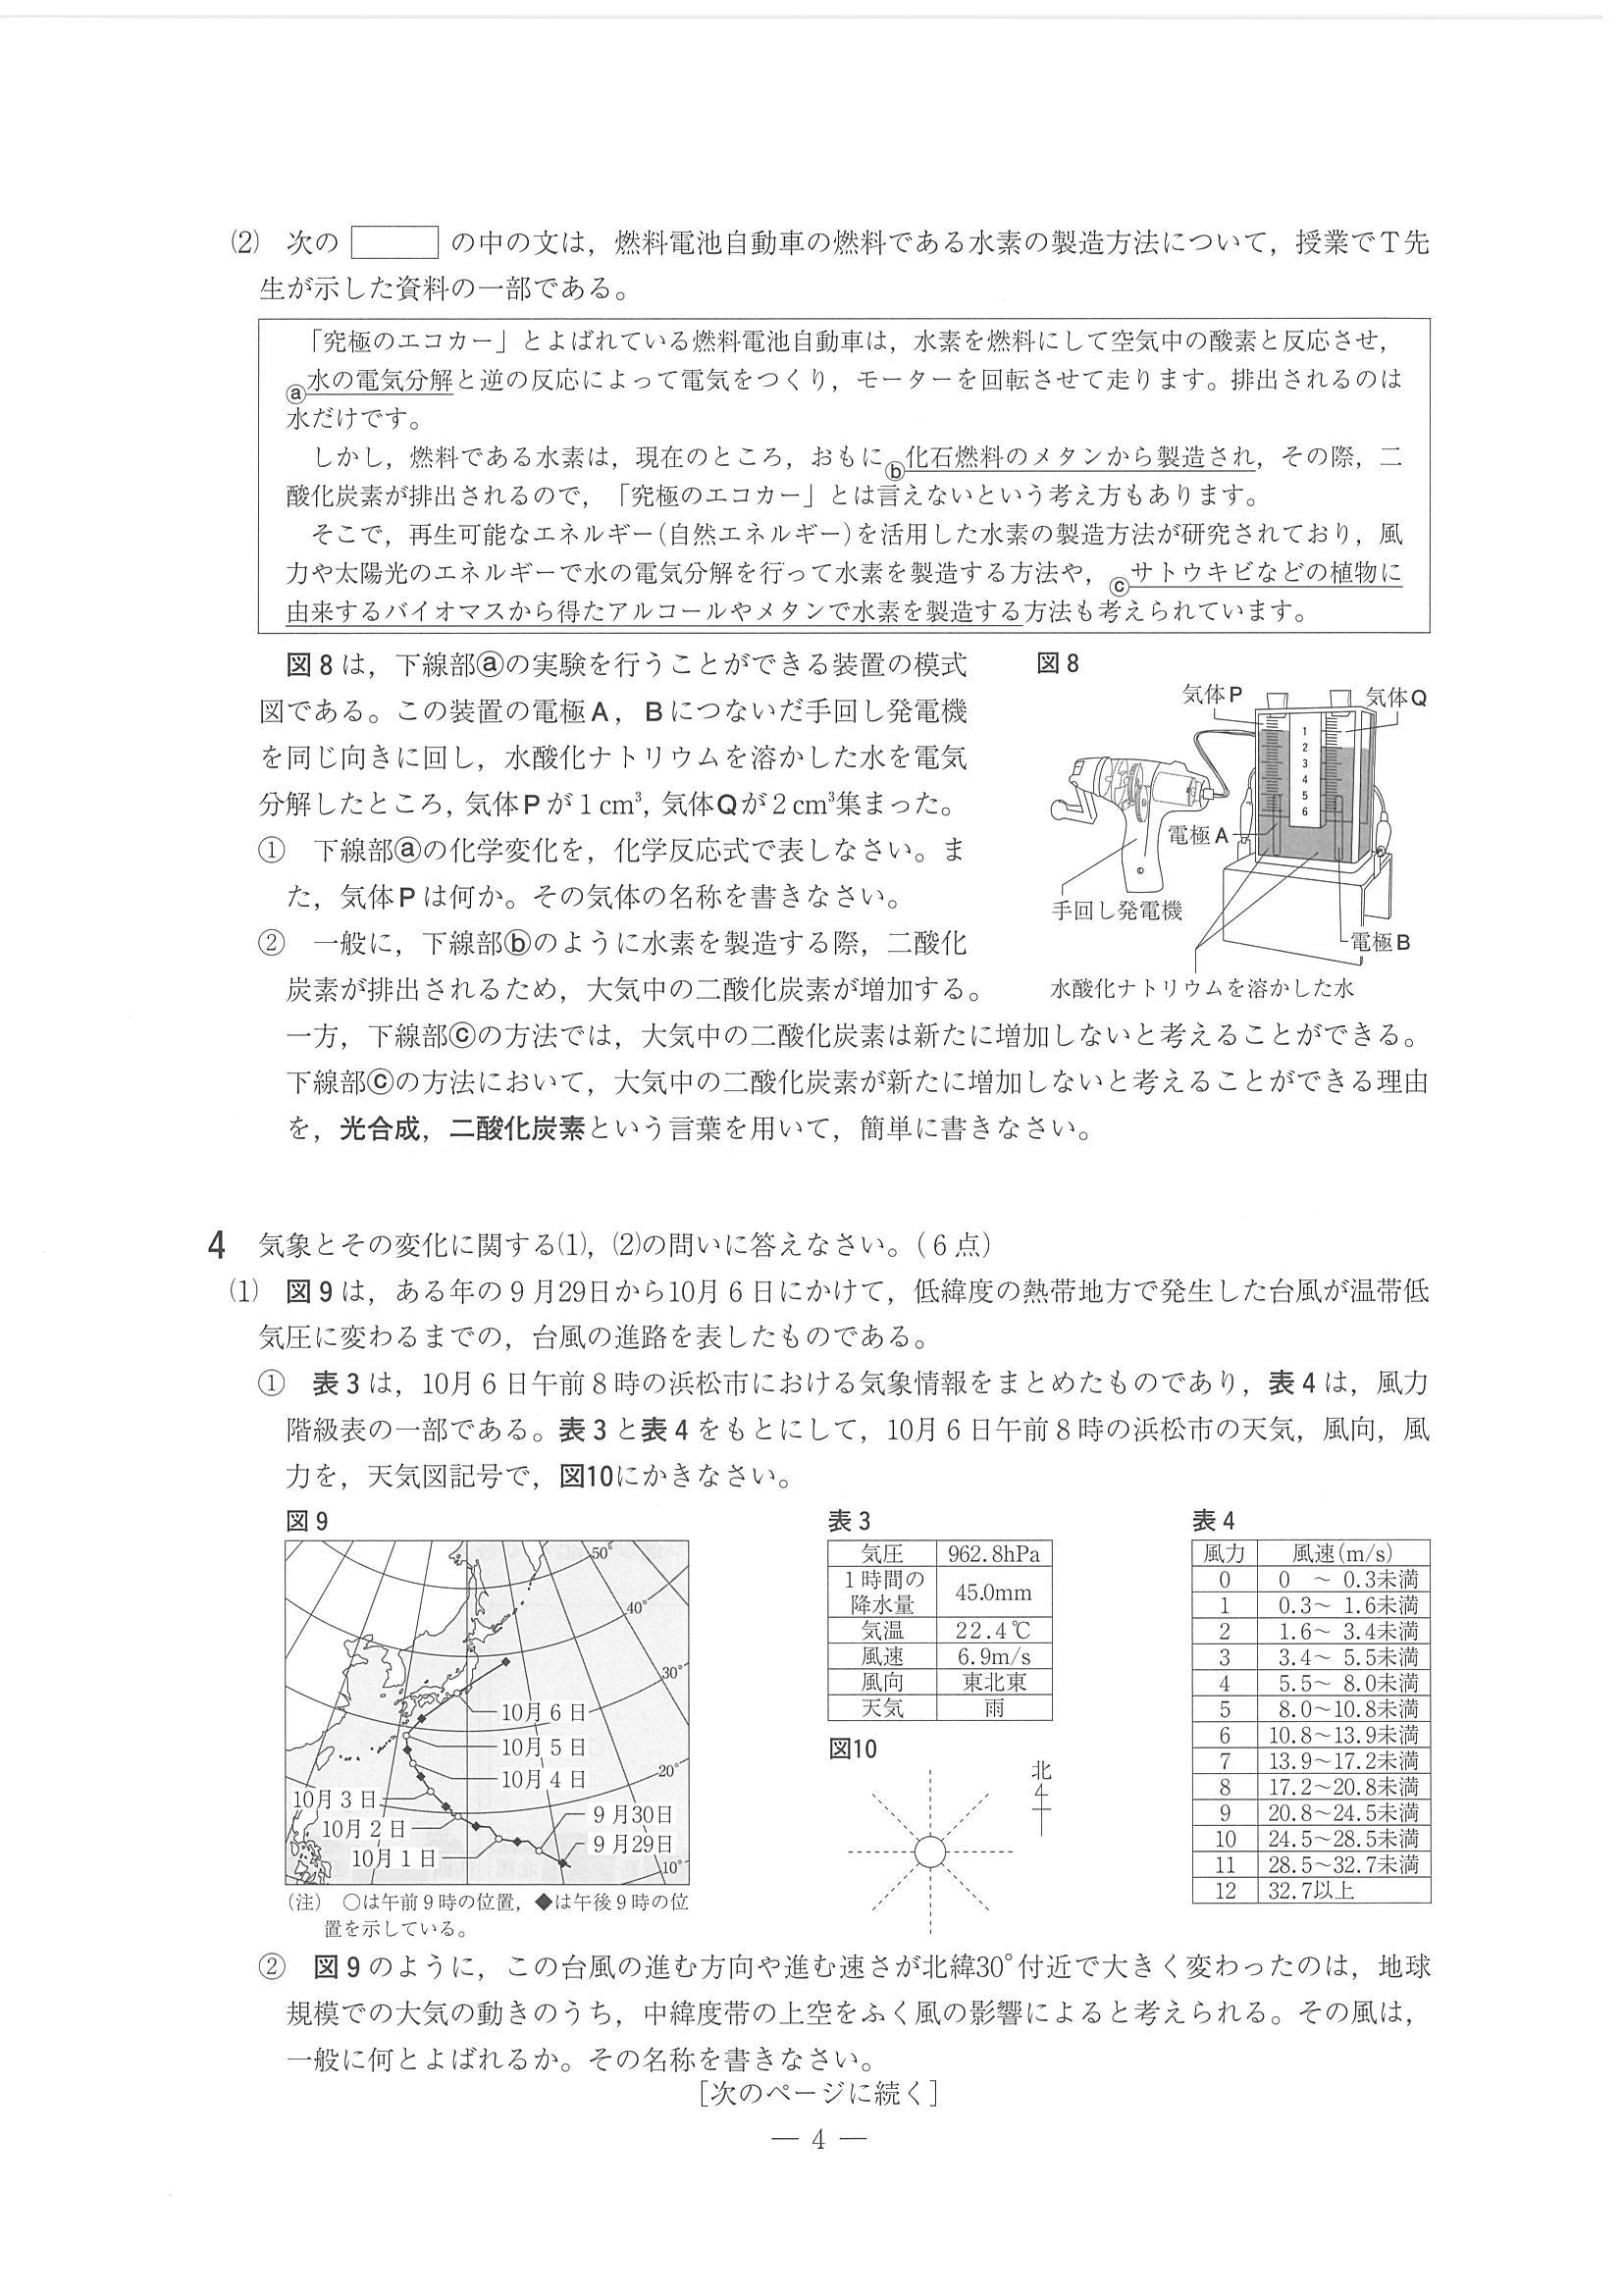 (2) 次の の中の文は，燃料電池自動車の燃料である水素の製造方法について，授業でT先
生が示した資料の一部である。
「究極のエコカー」とよばれている燃料電池自動車は，水素を燃料にして空気中の酸素と反応させ，
ⓐ水の電気分解と逆の反応によって電気をつくり，モーターを回転させて走ります。排出されるのは
水だけです。
しかし，燃料である水素は，現在のところ，おもにⓑ化石燃料のメタンから製造され，その際，二
酸化炭素が排出されるので，「究極のエコカー」とは言えないという考え方もあります。
そこで，再生可能なエネルギー(自然エネルギー)を活用した水素の製造方法が研究されており，風
力や太陽光のエネルギーで水の電気分解を行って水素を製造する方法や，ⓒサトウキビなどの植物に
由来するバイオマスから得たアルコールやメタンで水素を製造する方法も考えられています。
図8は，下線部ⓐの実験を行うことができる装置の模式
図である。この装置の電極A，Bにつないだ手回し発電機
を同じ向きに回し，水酸化ナトリウムを溶かした水を電気
分解したところ，気体Pが1cm³，気体Qが2cm³集まった。
① 下線部ⓐの化学変化を，化学反応式で表しなさい。ま
た，気体Pは何か。その気体の名称を書きなさい。
② 一般に，下線部ⓑのように水素を製造する際，二酸化
炭素が排出されるため，大気中の二酸化炭素が増加する。
一方，下線部ⓒの方法では，大気中の二酸化炭素は新たに増加しないと考えることができる。
下線部ⓒの方法において，大気中の二酸化炭素が新たに増加しないと考えることができる理由
を，光合成，二酸化炭素という言葉を用いて，簡単に書きなさい。
図8
気体P
気体Q
1
2
3
4
5
6
電極A
手回し発電機
電極B
水酸化ナトリウムを溶かした水
4 気象とその変化に関する(1)，(2)の問いに答えなさい。(6点)
(1) 図9は，ある年の9月29日から10月6日にかけて，低緯度の熱帯地方で発生した台風が温帯低
気圧に変わるまでの，台風の進路を表したものである。
① 表3は，10月6日午前8時の浜松市における気象情報をまとめたものであり，表4は，風力
階級表の一部である。表3と表4をもとにして，10月6日午前8時の浜松市の天気，風向，風
力を，天気図記号で，図10にかきなさい。
図9
50°
40°
30°
10月6日
10月5日
20°
10月4日
10月3日
9月30日
10月2日
9月29日
10月1日
10°
(注) ○は午前9時の位置，◆は午後9時の位
置を示している。
表3
気圧 962.8hPa
1時間の
降水量 45.0mm
気温 22.4℃
風速 6.9m/s
風向 東北東
天気 雨
図10
北
表4
風力 風速(m/s)
0 0 ～ 0.3未満
1 0.3～ 1.6未満
2 1.6～ 3.4未満
3 3.4～ 5.5未満
4 5.5～ 8.0未満
5 8.0～10.8未満
6 10.8～13.9未満
7 13.9～17.2未満
8 17.2～20.8未満
9 20.8～24.5未満
10 24.5～28.5未満
11 28.5～32.7未満
12 32.7以上
② 図9のように，この台風の進む方向や進む速さが北緯30°付近で大きく変わったのは，地球
規模での大気の動きのうち，中緯度帯の上空をふく風の影響によると考えられる。その風は，
一般に何とよばれるか。その名称を書きなさい。
[次のページに続く]
— 4 —